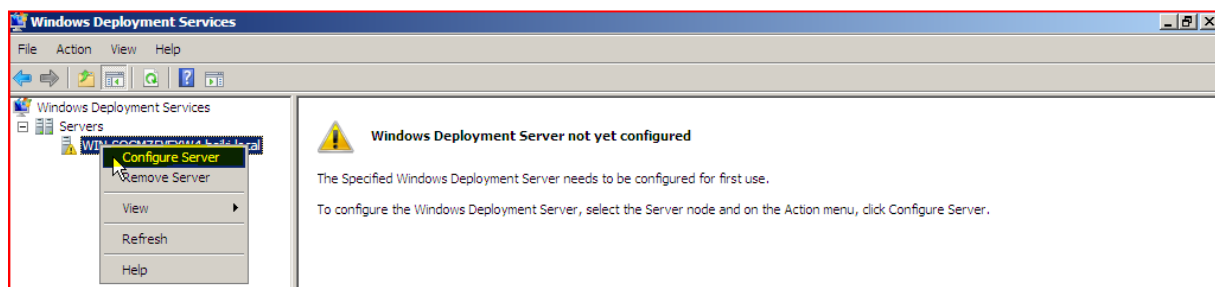 Windows Deployment Services
File Action View Help
Windows Deployment Services
Servers
Configure Server
Remove Server
View
Refresh
Help
Windows Deployment Server not yet configured
The Specified Windows Deployment Server needs to be configured for first use.
To configure the Windows Deployment Server, select the Server node and on the Action menu, click Configure Server.